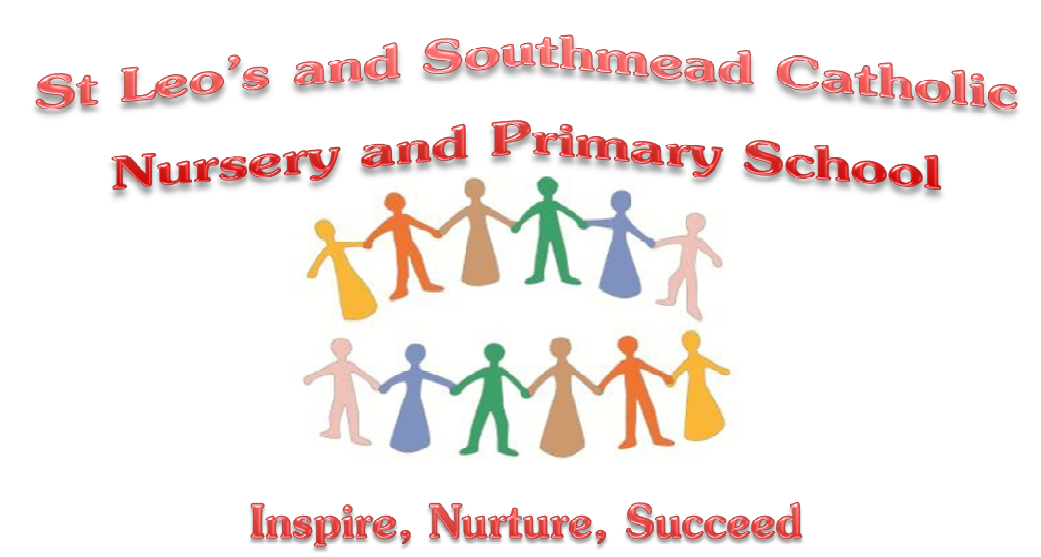 St Leo's and Southmead Catholic
Nursery and Primary School
Inspire, Nurture, Succeed